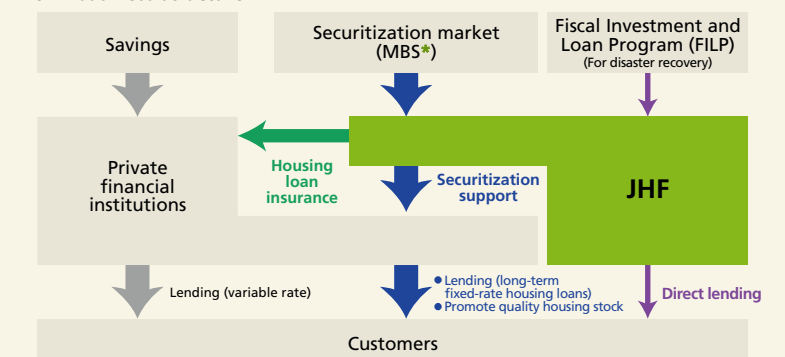 Savings
Securitization market
(MBS*)
Fiscal Investment and
Loan Program (FILP)
(For disaster recovery)
Private
financial
institutions
Housing
loan
insurance
Securitization
support
JHF
Lending (variable rate)
● Lending (long-term
fixed-rate housing loans)
● Promote quality housing stock
Direct lending
Customers